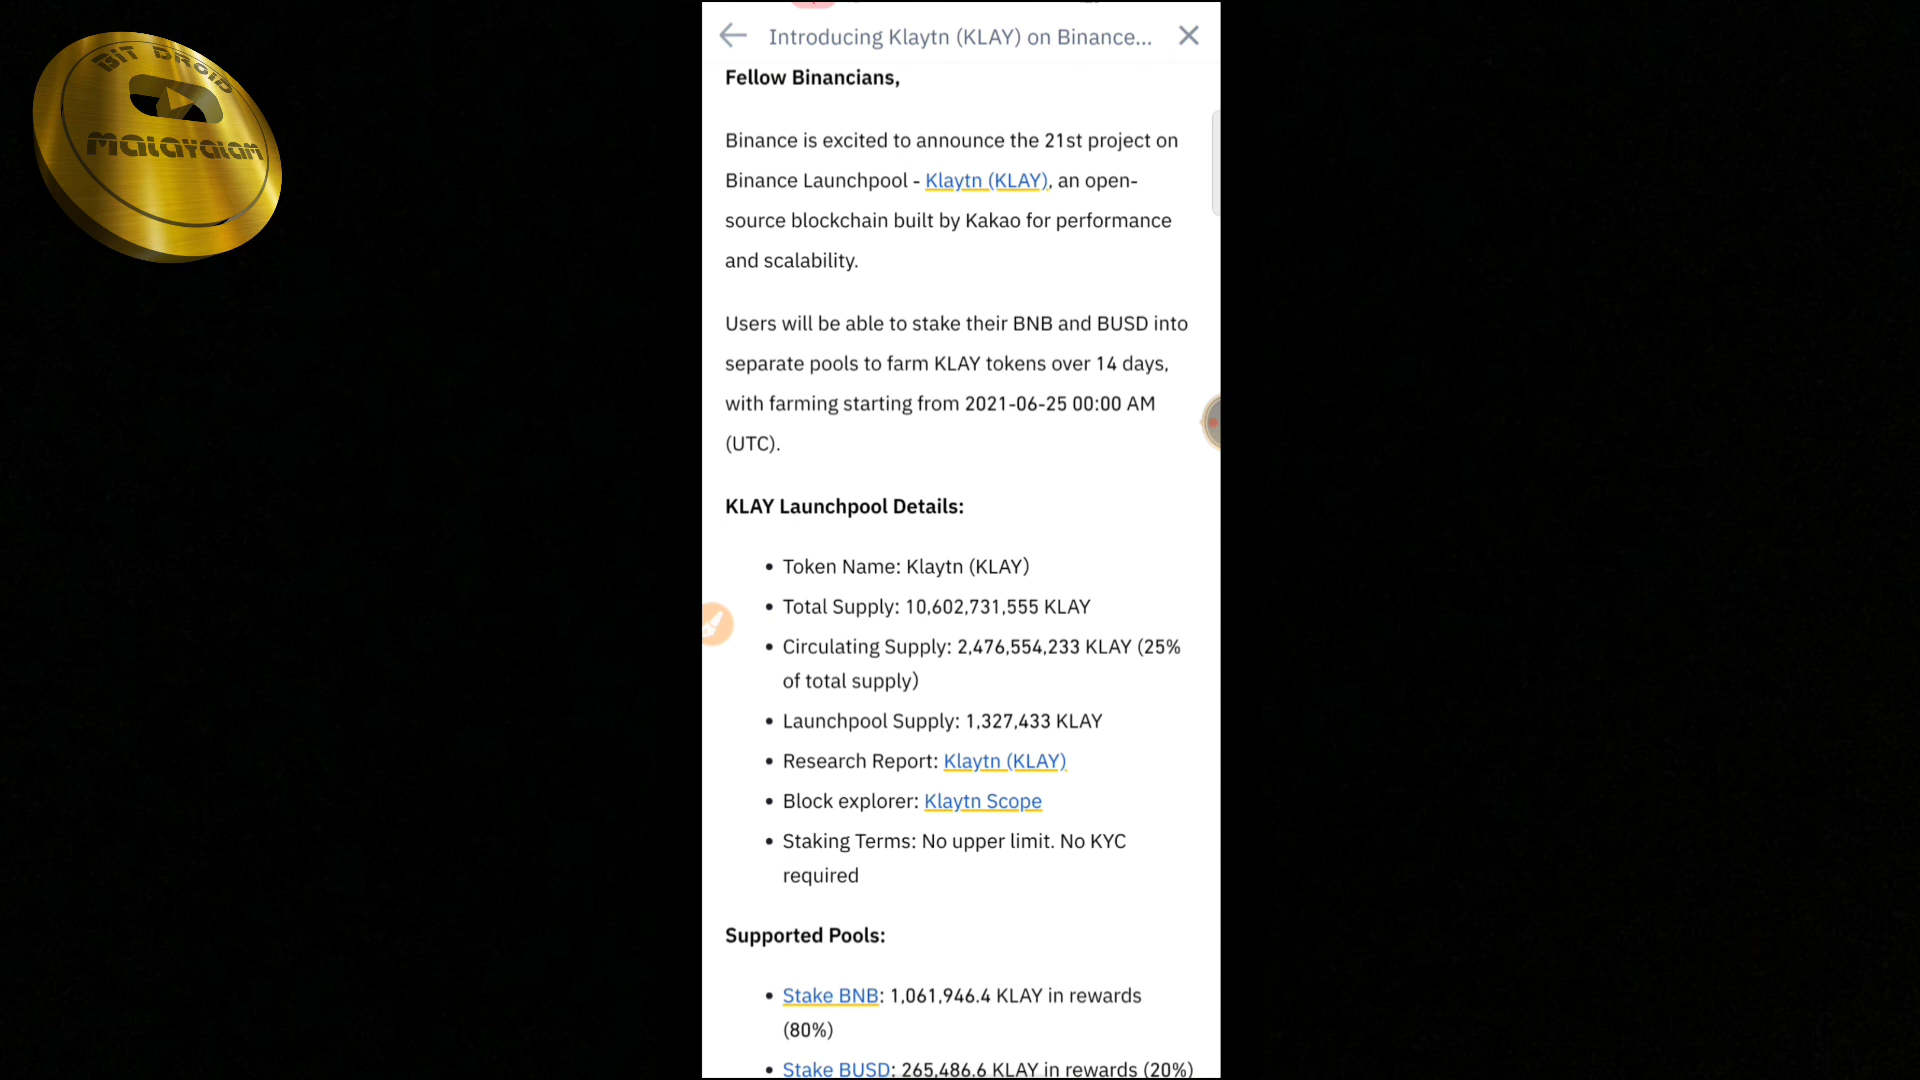 BIT DROID
MALAYALAM
Introducing Klaytn (KLAY) on Binance...
Fellow Binancians,
Binance is excited to announce the 21st project on
Binance Launchpool - Klaytn (KLAY), an open-
source blockchain built by Kakao for performance
and scalability.
Users will be able to stake their BNB and BUSD into
separate pools to farm KLAY tokens over 14 days,
with farming starting from 2021-06-25 00:00 AM
(UTC).
KLAY Launchpool Details:
• Token Name: Klaytn (KLAY)
• Total Supply: 10,602,731,555 KLAY
• Circulating Supply: 2,476,554,233 KLAY (25%
of total supply)
• Launchpool Supply: 1,327,433 KLAY
• Research Report: Klaytn (KLAY)
• Block explorer: Klaytn Scope
• Staking Terms: No upper limit. No KYC
required
Supported Pools:
• Stake BNB: 1,061,946.4 KLAY in rewards
(80%)
• Stake BUSD: 265,486.6 KLAY in rewards (20%)